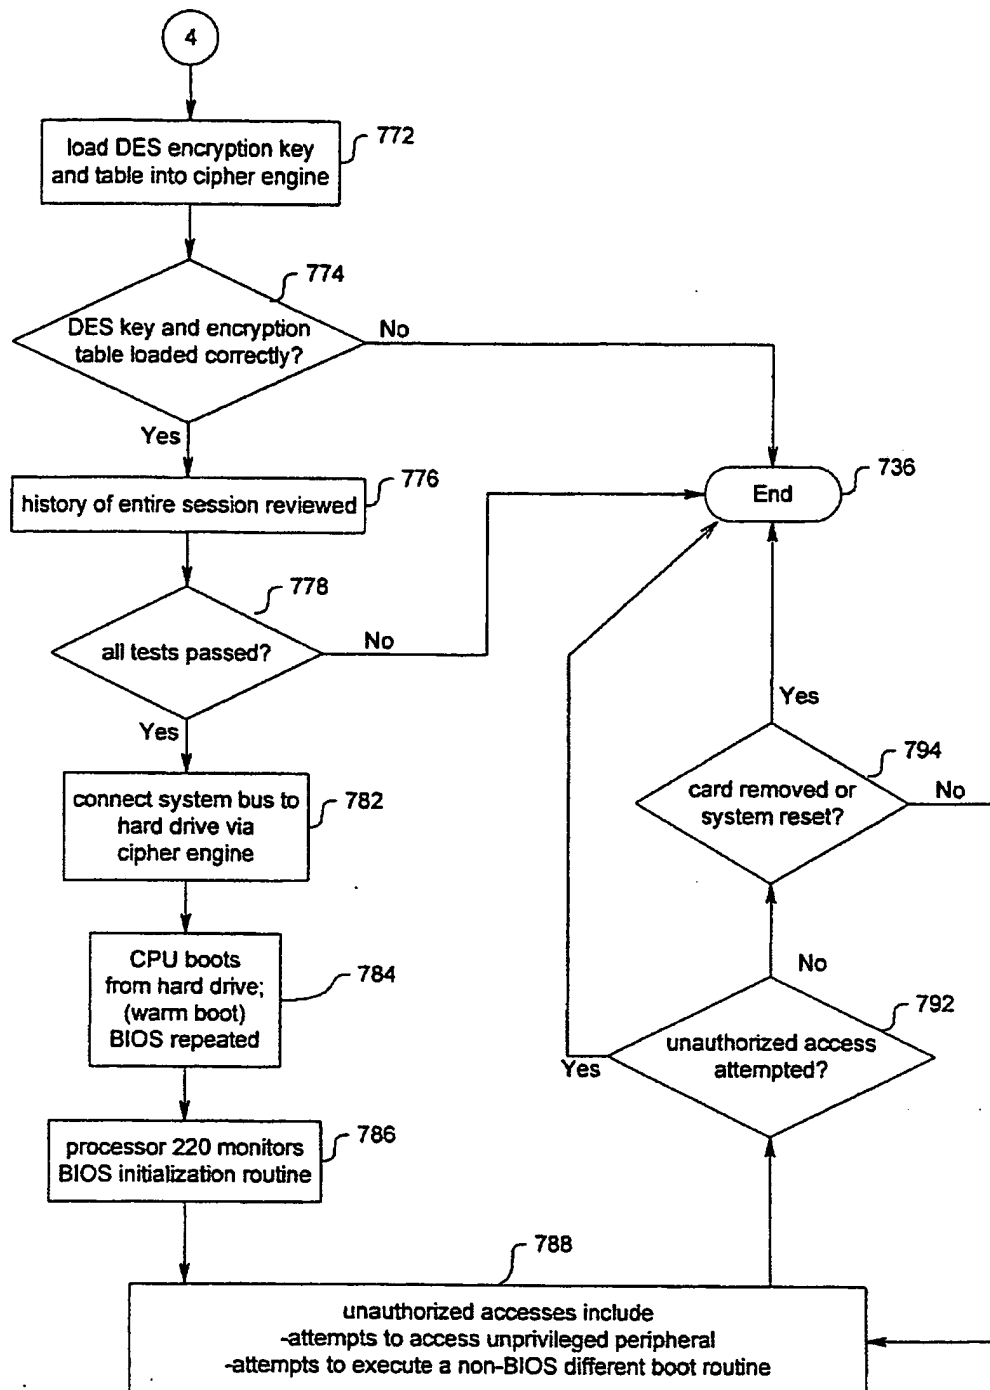 4
load DES encryption key
and table into cipher engine
772
774
DES key and encryption
table loaded correctly?
No
Yes
history of entire session reviewed
776
End
736
778
all tests passed?
No
Yes
connect system bus to
hard drive via
cipher engine
782
Yes
794
card removed or
system reset?
No
CPU boots
from hard drive;
(warm boot)
BIOS repeated
784
No
792
unauthorized access
attempted?
Yes
processor 220 monitors
BIOS initialization routine
786
788
unauthorized accesses include
-attempts to access unprivileged peripheral
-attempts to execute a non-BIOS different boot routine